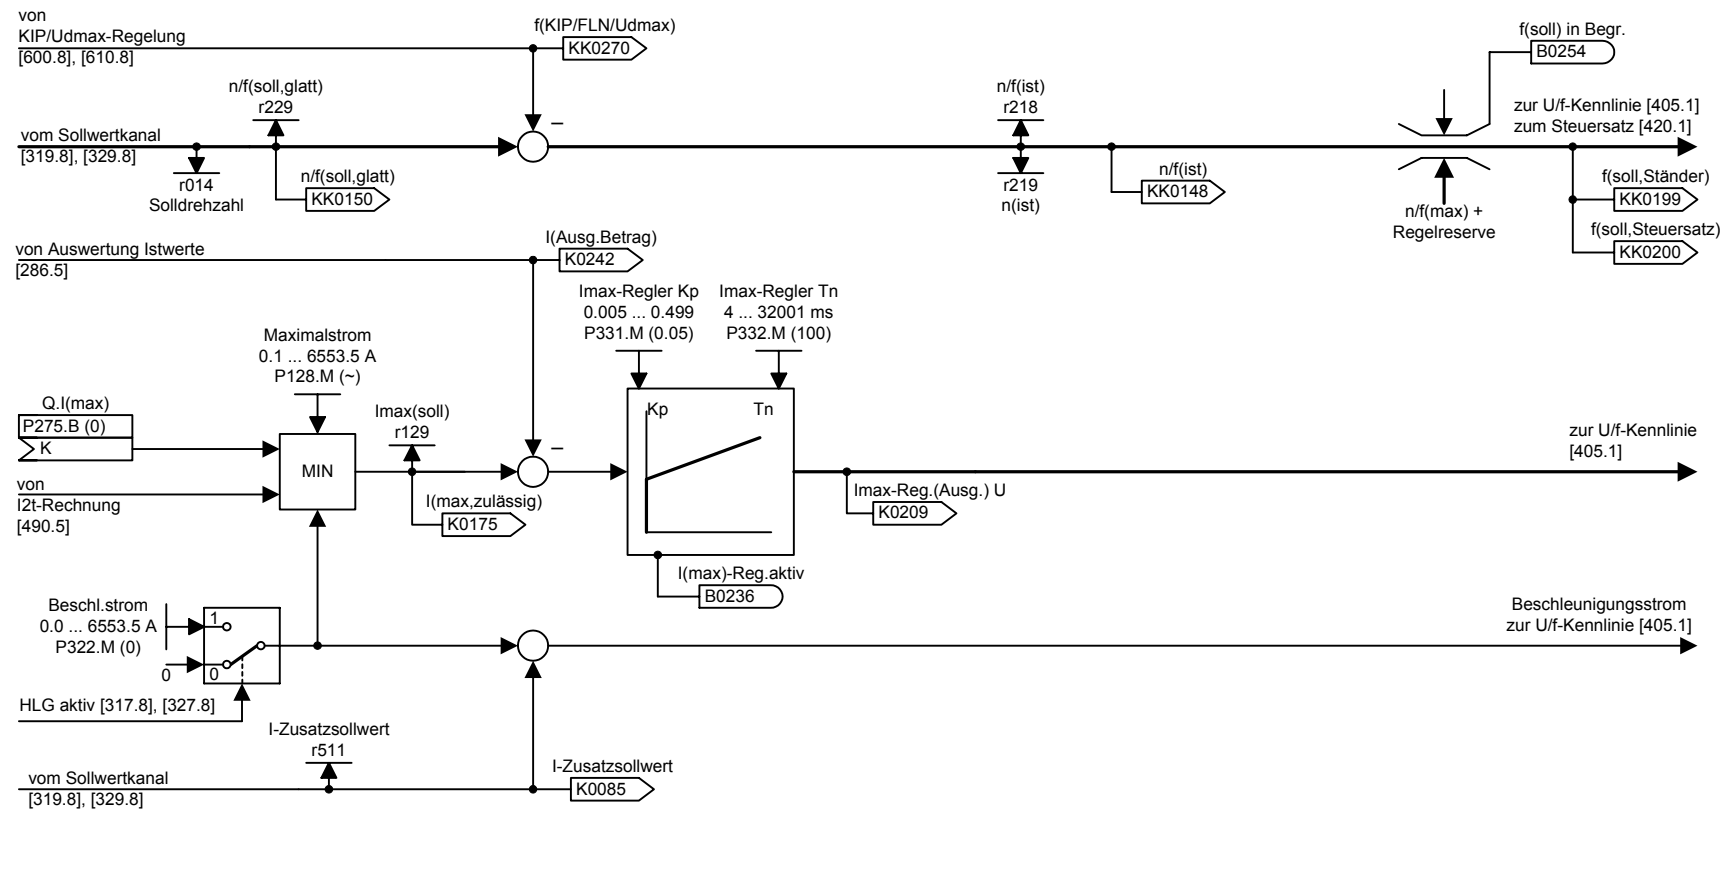 von
KIP/Udmax-Regelung
[600.8], [610.8]
f(KIP/FLN/Udmax)
KK0270
f(soll) in Begr.
B0254
n/f(soll,glatt)
r229
n/f(ist)
r218
zur U/f-Kennlinie [405.1]
zum Steuersatz [420.1]
vom Sollwertkanal
[319.8], [329.8]
–
r014
Solldrehzahl
n/f(soll,glatt)
KK0150
r219
n(ist)
n/f(ist)
KK0148
n/f(max) +
Regelreserve
f(soll,Ständer)
KK0199
f(soll,Steuersatz)
KK0200
von Auswertung Istwerte
[286.5]
I(Ausg.Betrag)
K0242
Imax-Regler Kp
0.005 ... 0.499
P331.M (0.05)
Imax-Regler Tn
4 ... 32001 ms
P332.M (100)
Maximalstrom
0.1 ... 6553.5 A
P128.M (~)
Q.I(max)
P275.B (0)
K
Imax(soll)
r129
–
Kp
Tn
MIN
zur U/f-Kennlinie
[405.1]
von
I2t-Rechnung
[490.5]
I(max,zulässig)
K0175
Imax-Reg.(Ausg.) U
K0209
I(max)-Reg.aktiv
B0236
Beschl.strom
0.0 ... 6553.5 A
P322.M (0)
1
0
0
Beschleunigungsstrom
zur U/f-Kennlinie [405.1]
HLG aktiv [317.8], [327.8]
I-Zusatzsollwert
r511
vom Sollwertkanal
[319.8], [329.8]
I-Zusatzsollwert
K0085